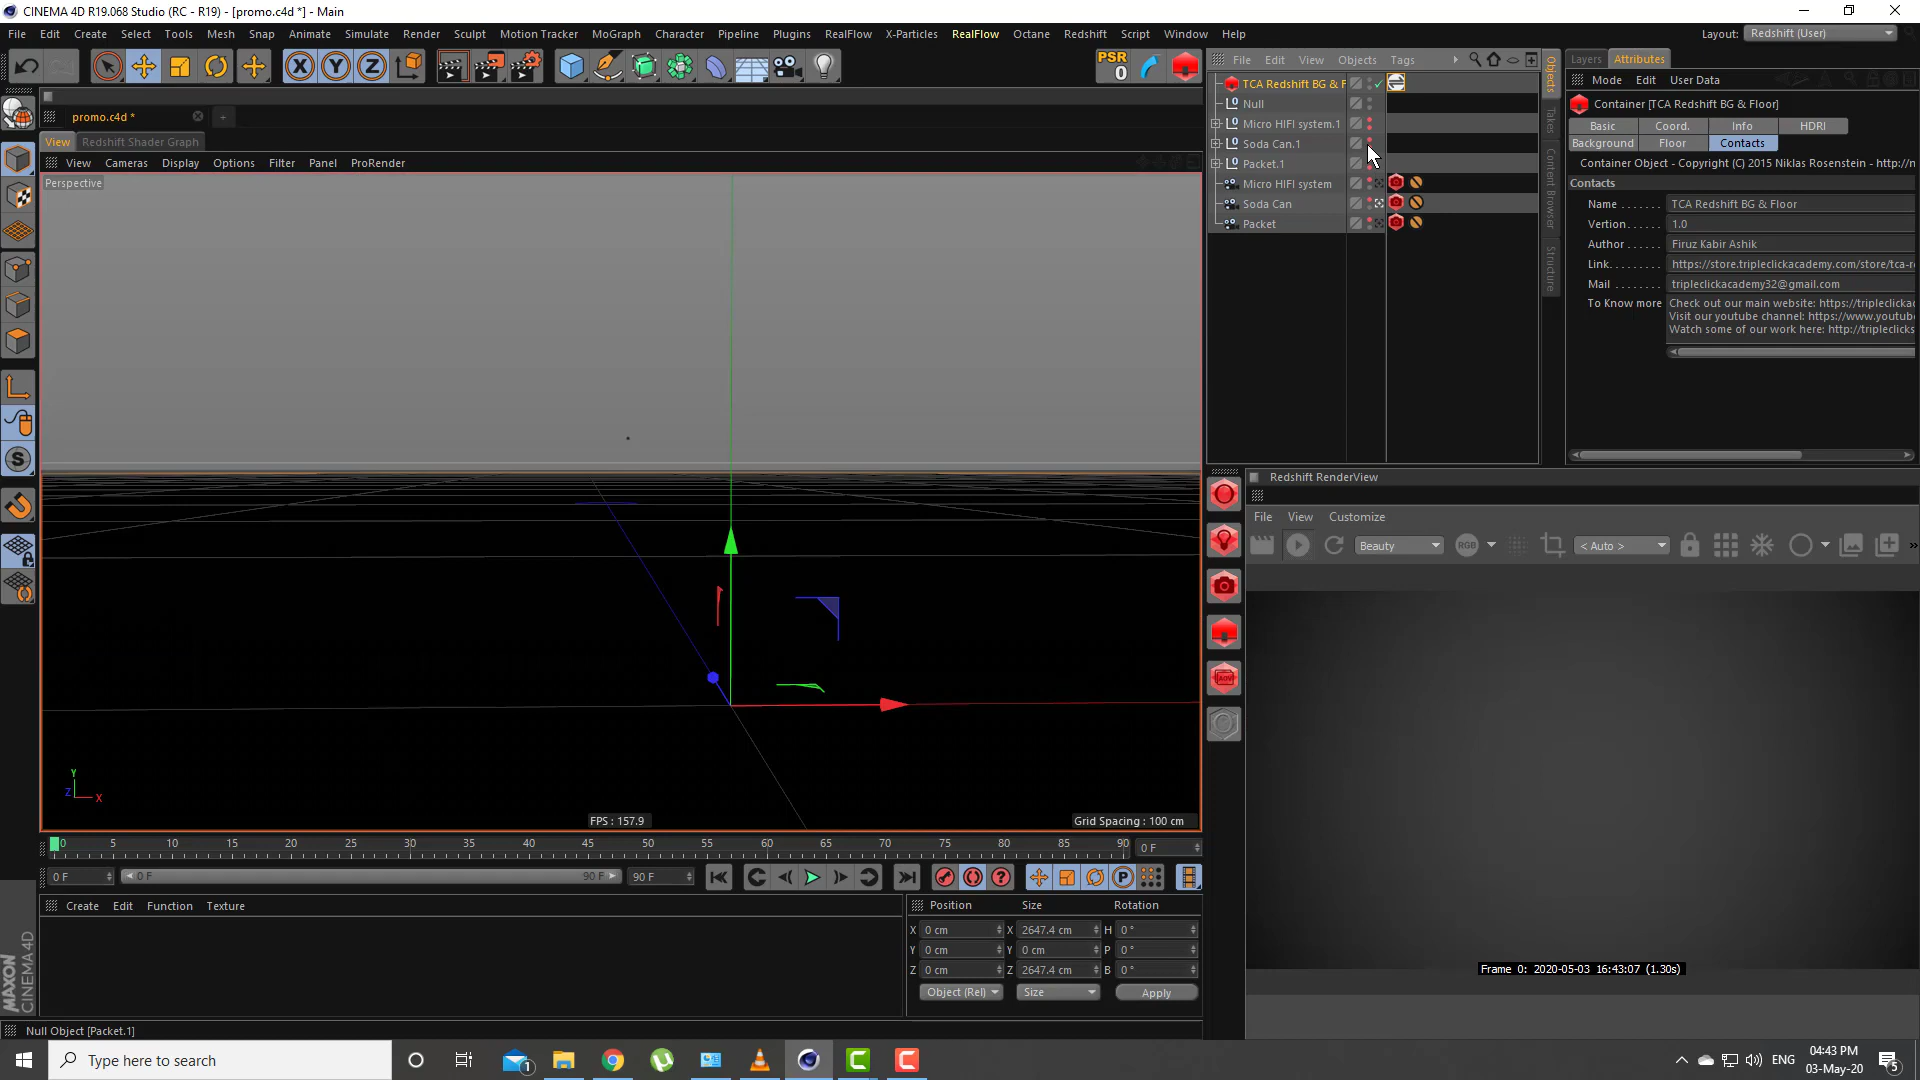 CINEMA 4D R19.068 Studio (RC - R19) - [promo.c4d *] - Main
File Edit Create Select Tools Mesh Snap Animate Simulate Render Sculpt Motion Tracker MoGraph Character Pipeline Plugins RealFlow X-Particles RealFlow Octane Redshift Script Window Help
Layout: Redshift (User)
X Y Z
PSR
0
File Edit View Objects Tags
Layers Attributes
Mode Edit User Data
TCA Redshift BG & F
Null
Micro HIFI system.1
Soda Can.1
Packet.1
Micro HIFI system
Soda Can
Packet
Objects
Takes
Content Browser
Structure
Container [TCA Redshift BG & Floor]
Basic Coord. Info HDRI
Background Floor Contacts
Container Object - Copyright (C) 2015 Niklas Rosenstein - http://n
Contacts
Name TCA Redshift BG & Floor
Vertion 1.0
Author Firuz Kabir Ashik
Link https://store.tripleclickacademy.com/store/tca-r
Mail tripleclickacademy32@gmail.com
To Know more Check out our main website: https://tripleclicka
Visit our youtube channel: https://www.youtub
Watch some of our work here: http://tripleclicks
promo.c4d *
View Redshift Shader Graph
View Cameras Display Options Filter Panel ProRender
Perspective
Y
Z X
FPS : 157.9
Grid Spacing : 100 cm
Redshift RenderView
File View Customize
Beauty RGB < Auto >
AOV
Frame 0: 2020-05-03 16:43:07 (1.30s)
0 5 10 15 20 25 30 35 40 45 50 55 60 65 70 75 80 85 90 0 F
0 F 0 F 90 F 90 F
Create Edit Function Texture
Position Size Rotation
X 0 cm X 2647.4 cm H 0 °
Y 0 cm Y 0 cm P 0 °
Z 0 cm Z 2647.4 cm B 0 °
Object (Rel) Size Apply
MAXON
CINEMA 4D
Null Object [Packet.1]
Type here to search
1
ENG
04:43 PM
03-May-20
5